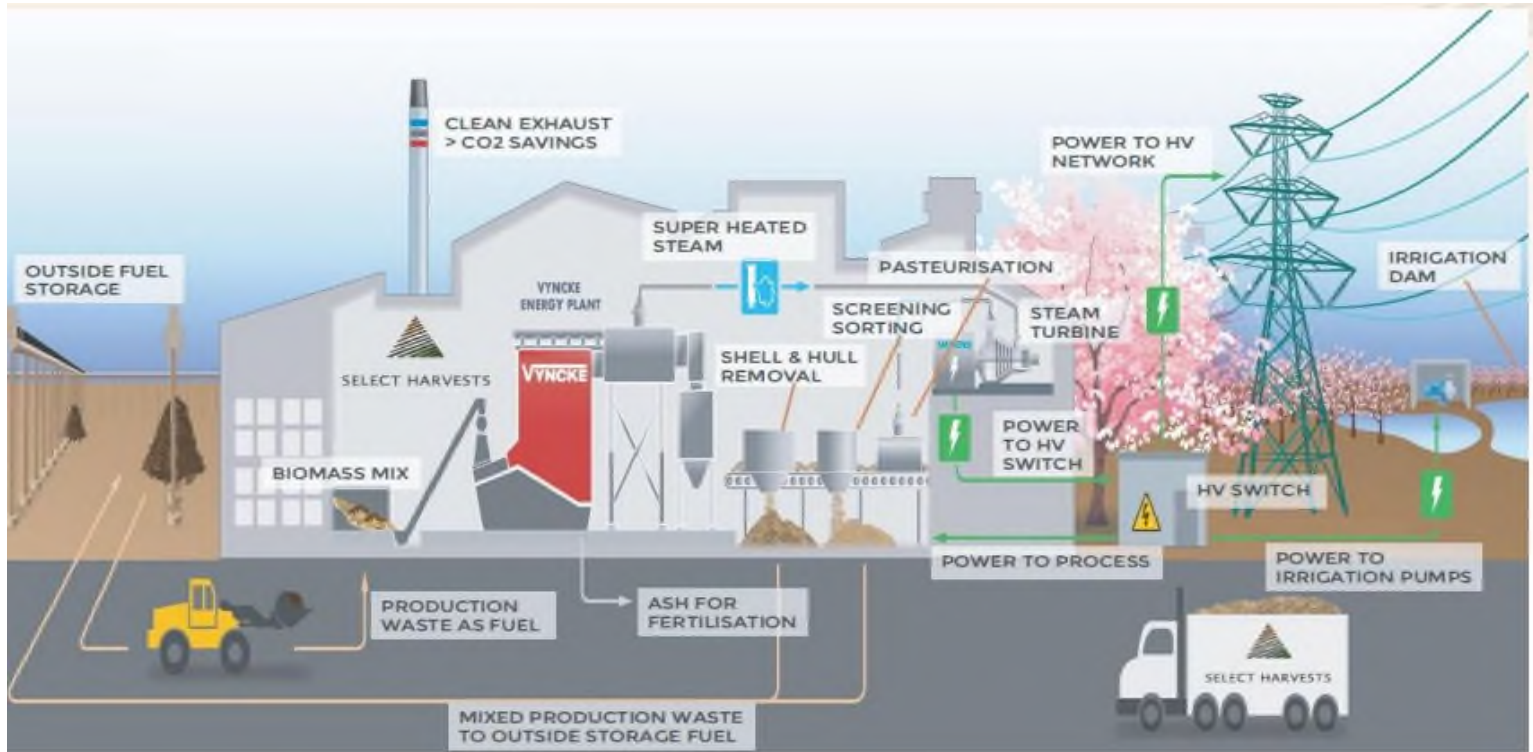 CLEAN EXHAUST
> CO2 SAVINGS
POWER TO HV
NETWORK
SUPER HEATED
STEAM
OUTSIDE FUEL
STORAGE
PASTEURISATION
IRRIGATION
DAM
VYNCKE
ENERGY PLANT
SCREENING
SORTING
STEAM
TURBINE
SELECT HARVESTS
VYNCKE
SHELL & HULL
REMOVAL
POWER
TO HV
SWITCH
BIOMASS MIX
HV SWITCH
POWER TO PROCESS
POWER TO
IRRIGATION PUMPS
PRODUCTION
WASTE AS FUEL
ASH FOR
FERTILISATION
SELECT HARVESTS
MIXED PRODUCTION WASTE
TO OUTSIDE STORAGE FUEL